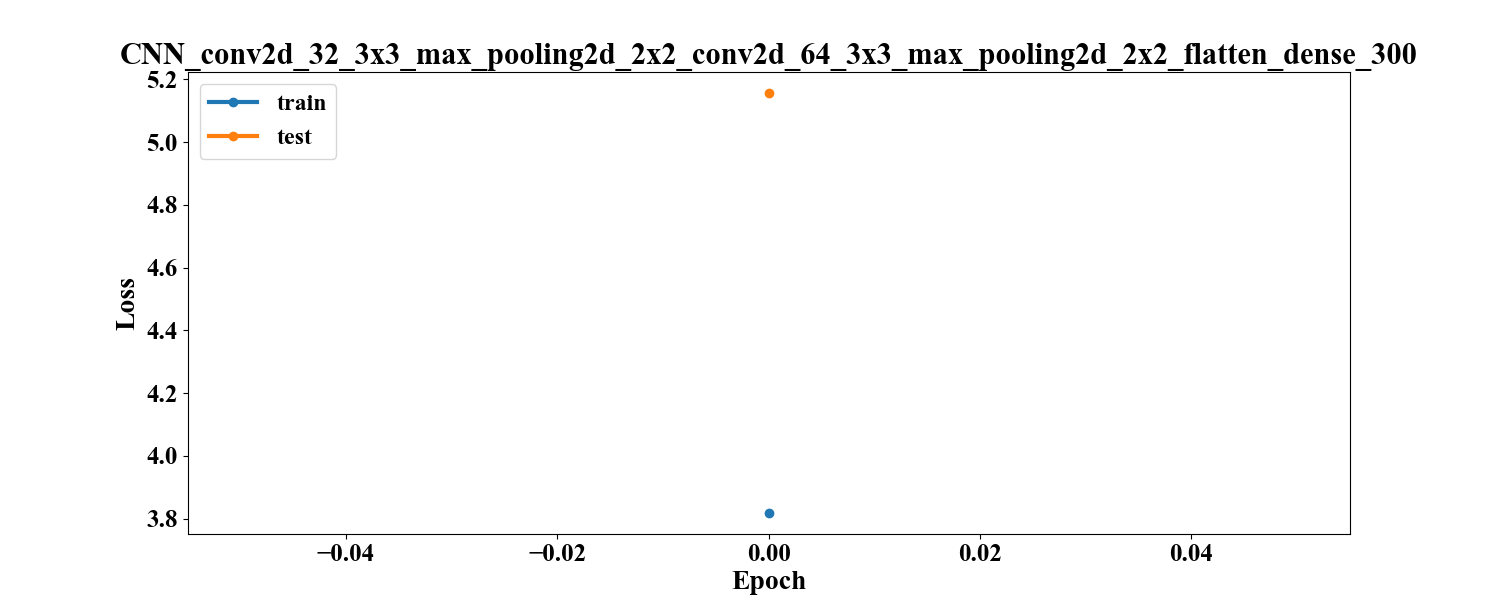 CNN_conv2d_32_3x3_max_pooling2d_2x2_conv2d_64_3x3_max_pooling2d_2x2_flatten_dense_300
train
test
Loss
5.2
5.0
4.8
4.6
4.4
4.2
4.0
3.8
−0.04 −0.02 0.00 0.02 0.04
Epoch